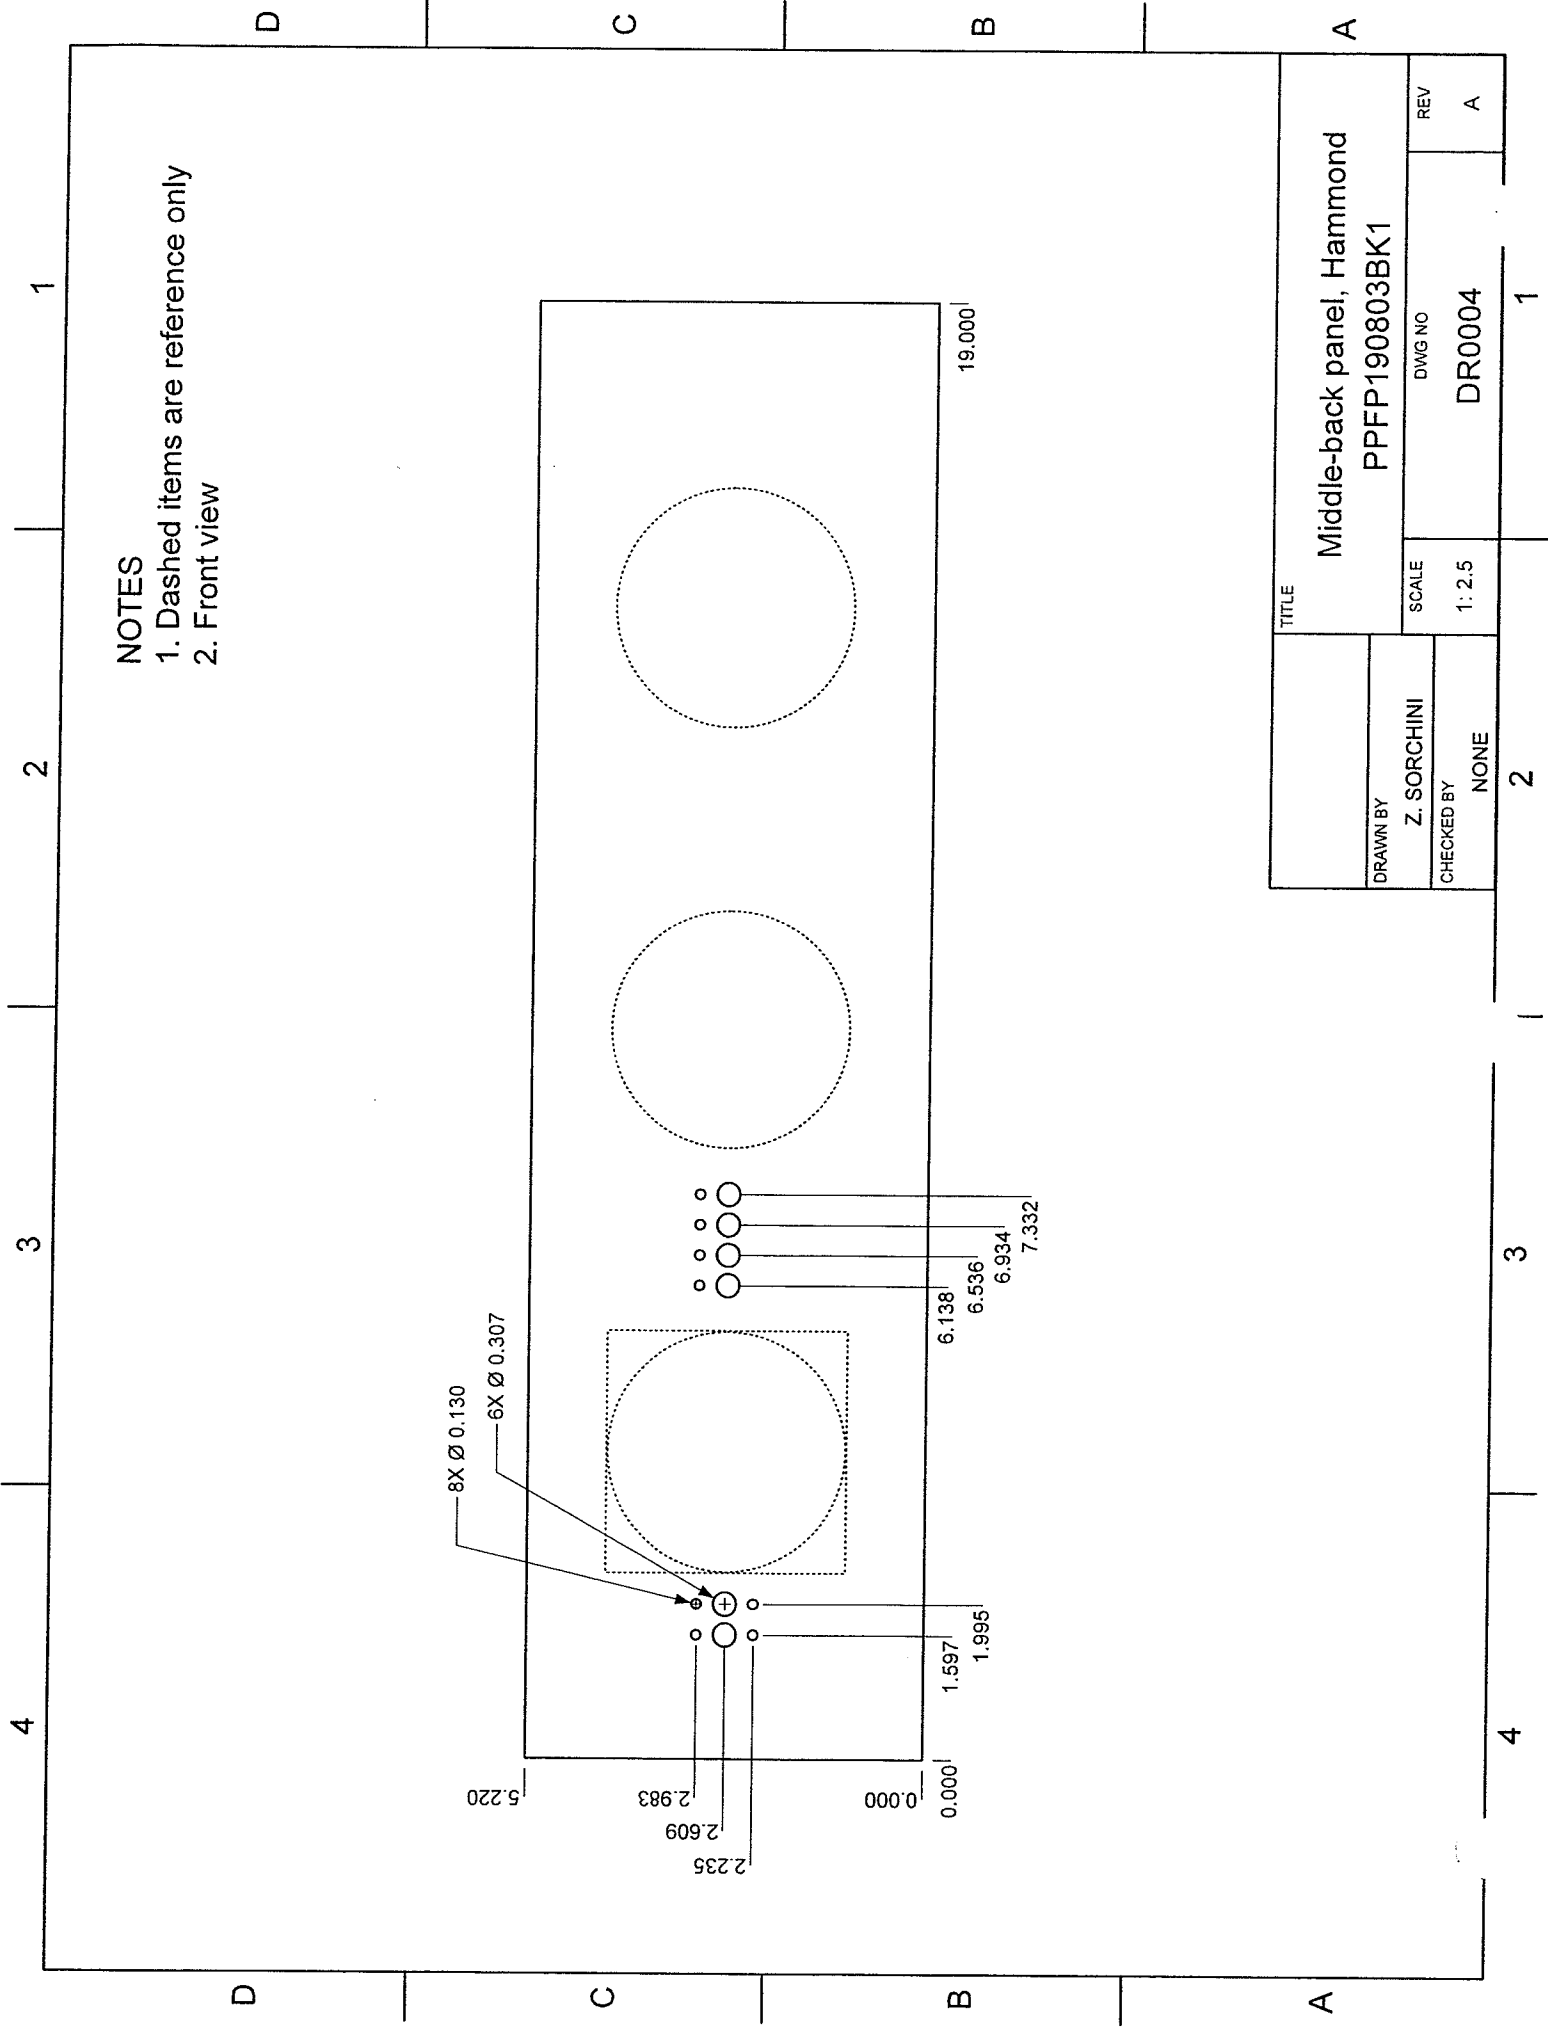 D
C
B
A
1
2
3
4
NOTES
1. Dashed items are reference only
2. Front view
8X Ø 0.130
6X Ø 0.307
5.220
2.983
2.609
2.235
0.000
0.000
1.597
1.995
6.138
6.536
6.934
7.332
19.000
TITLE
Middle-back panel, Hammond
PPFP190803BK1
DRAWN BY
Z. SORCHINI
CHECKED BY
NONE
SCALE
1: 2.5
DWG NO
DR0004
REV
A
D
C
B
A
4
3
2
1